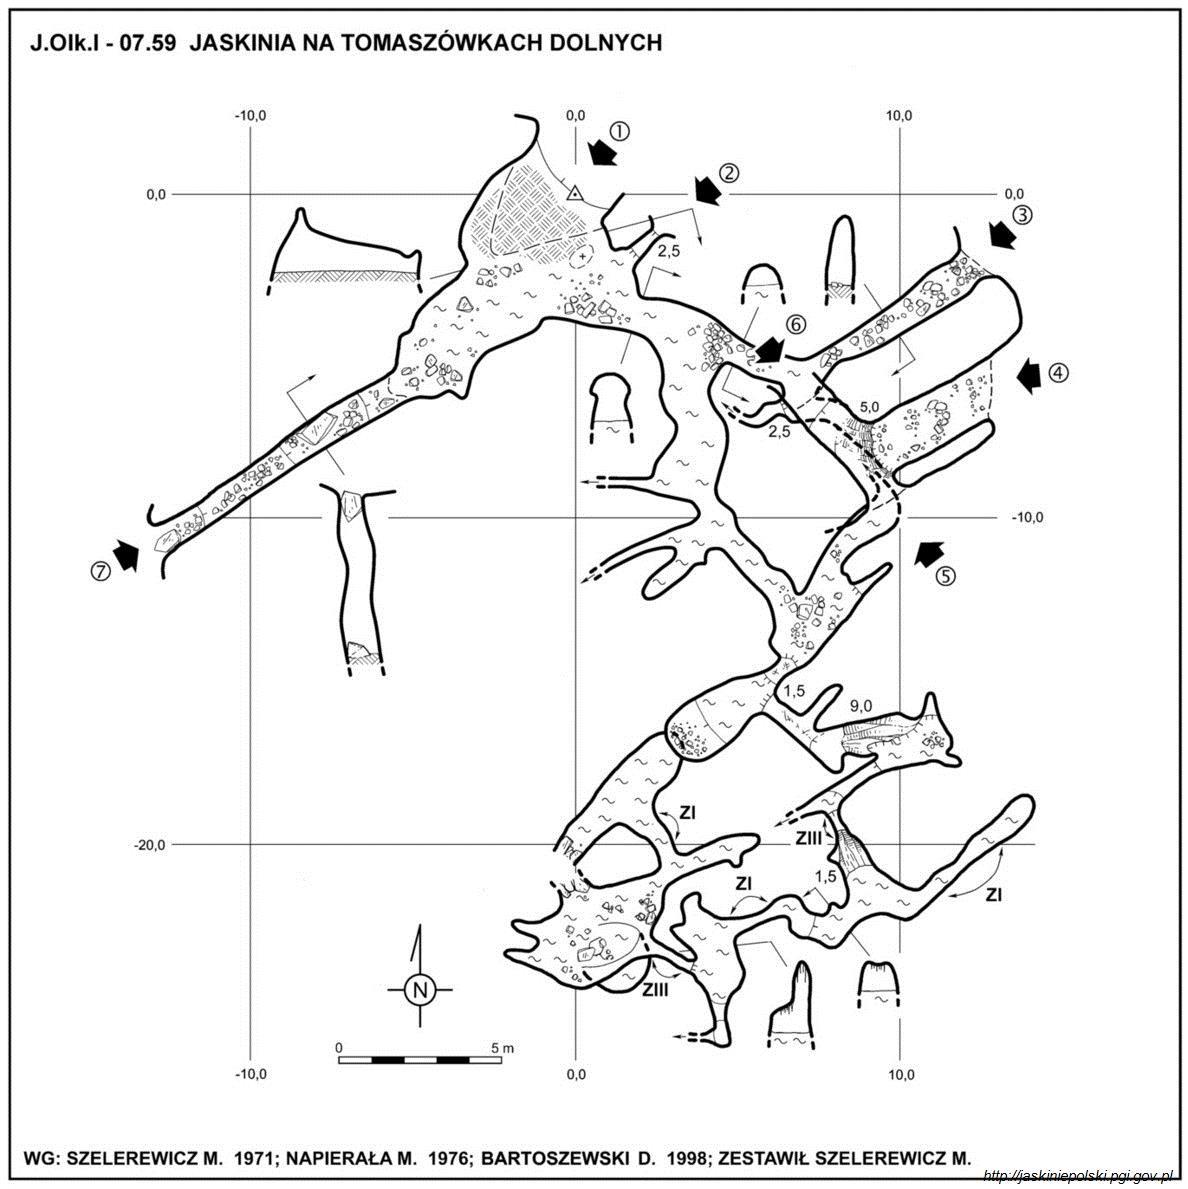 J.Olk.I - 07.59 JASKINIA NA TOMASZÓWKACH DOLNYCH
-10,0 0,0 10,0
①
②
0,0 0,0
③
2,5
⑥
④
5,0
2,5
-10,0
⑦
⑤
1,5
9,0
ZI
ZIII
-20,0
1,5
ZI
ZI
ZIII
N
0 5 m
-10,0 0,0 10,0
WG: SZELEREWICZ M. 1971; NAPIERAŁA M. 1976; BARTOSZEWSKI D. 1998; ZESTAWIŁ SZELEREWICZ M.
http://jaskiniepolski.pgi.gov.pl